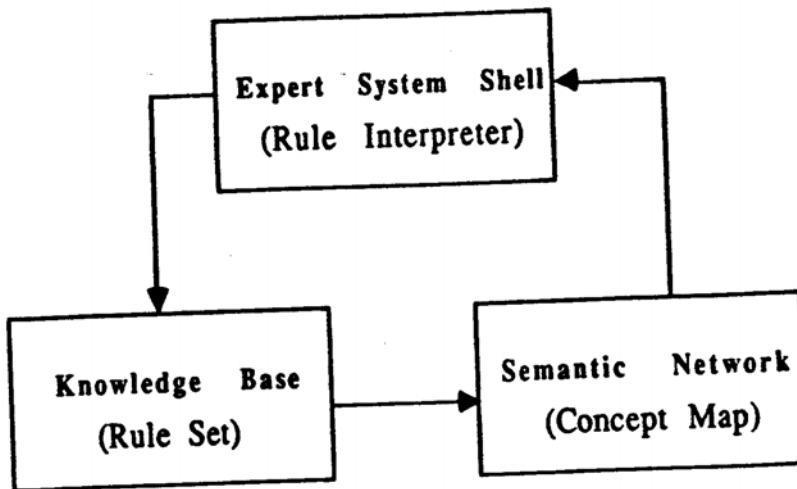 Expert System Shell
(Rule Interpreter)
Knowledge Base
(Rule Set)
Semantic Network
(Concept Map)